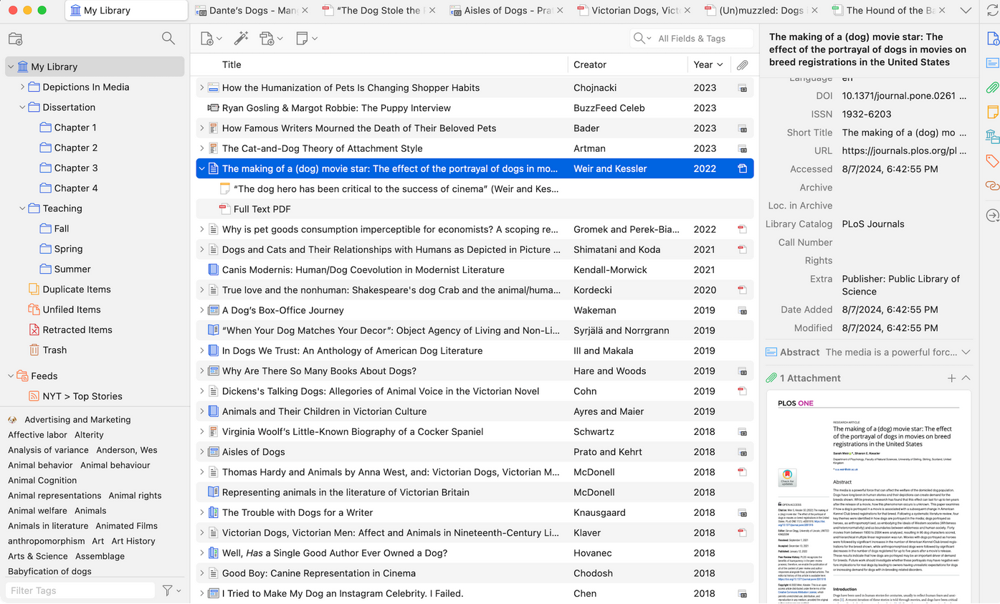 My Library
Dante’s Dogs - Man
“The Dog Stole the
Aisles of Dogs - Pra
Victorian Dogs, Vict
(Un)muzzled: Dogs
The Hound of the Ba
All Fields & Tags
My Library
Depictions In Media
Dissertation
Chapter 1
Chapter 2
Chapter 3
Chapter 4
Teaching
Fall
Spring
Summer
Duplicate Items
Unfiled Items
Retracted Items
Trash
Feeds
NYT > Top Stories
Advertising and Marketing
Affective labor Alterity
Analysis of variance Anderson, Wes
Animal behavior Animal behaviour
Animal Cognition
Animal representations Animal rights
Animal welfare Animals
Animals in literature Animated Films
anthropomorphism Art Art History
Arts & Science Assemblage
Babyfication of dogs
Filter Tags
Title Creator Year
How the Humanization of Pets Is Changing Shopper Habits Chojnacki 2023
Ryan Gosling & Margot Robbie: The Puppy Interview BuzzFeed Celeb 2023
How Famous Writers Mourned the Death of Their Beloved Pets Bader 2023
The Cat-and-Dog Theory of Attachment Style Artman 2023
The making of a (dog) movie star: The effect of the portrayal of dogs in mo... Weir and Kessler 2022
“The dog hero has been critical to the success of cinema” (Weir and Kes...
Full Text PDF
Why is pet goods consumption imperceptible for economists? A scoping re... Gromek and Perek-Bia... 2022
Dogs and Cats and Their Relationships with Humans as Depicted in Picture ... Shimatani and Koda 2021
Canis Modernis: Human/Dog Coevolution in Modernist Literature Kendall-Morwick 2021
True love and the nonhuman: Shakespeare's dog Crab and the animal/huma... Kordecki 2020
A Dog’s Box-Office Journey Wakeman 2019
“When Your Dog Matches Your Decor”: Object Agency of Living and Non-Li... Syrjälä and Norrgrann 2019
In Dogs We Trust: An Anthology of American Dog Literature Ill and Makala 2019
Why Are There So Many Books About Dogs? Hare and Woods 2019
Dickens's Talking Dogs: Allegories of Animal Voice in the Victorian Novel Cohn 2019
Animals and Their Children in Victorian Culture Ayres and Maier 2019
Virginia Woolf’s Little-Known Biography of a Cocker Spaniel Schwartz 2018
Aisles of Dogs Prato and Kehrt 2018
Thomas Hardy and Animals by Anna West, and: Victorian Dogs, Victorian M... McDonell 2018
Representing animals in the literature of Victorian Britain McDonell 2018
The Trouble with Dogs for a Writer Knausgaard 2018
Victorian Dogs, Victorian Men: Affect and Animals in Nineteenth-Century Li... Klaver 2018
Well, Has a Single Good Author Ever Owned a Dog? Hovanec 2018
Good Boy: Canine Representation in Cinema Chodosh 2018
I Tried to Make My Dog an Instagram Celebrity. I Failed. Chen 2018
The making of a (dog) movie star: The
effect of the portrayal of dogs in movies on
breed registrations in the United States
Language en
DOI 10.1371/journal.pone.0261 ...
ISSN 1932-6203
Short Title The making of a (dog) mo ...
URL https://journals.plos.org/pl ...
Accessed 8/7/2024, 6:42:55 PM
Archive
Loc. in Archive
Library Catalog PLoS Journals
Call Number
Rights
Extra Publisher: Public Library of
Science
Date Added 8/7/2024, 6:42:55 PM
Modified 8/7/2024, 6:42:55 PM
Abstract The media is a powerful forc...
1 Attachment
PLOS ONE
RESEARCH ARTICLE
The making of a (dog) movie star: The effect
of the portrayal of dogs in movies on breed
registrations in the United States
Abstract
OPEN ACCESS
Introduction